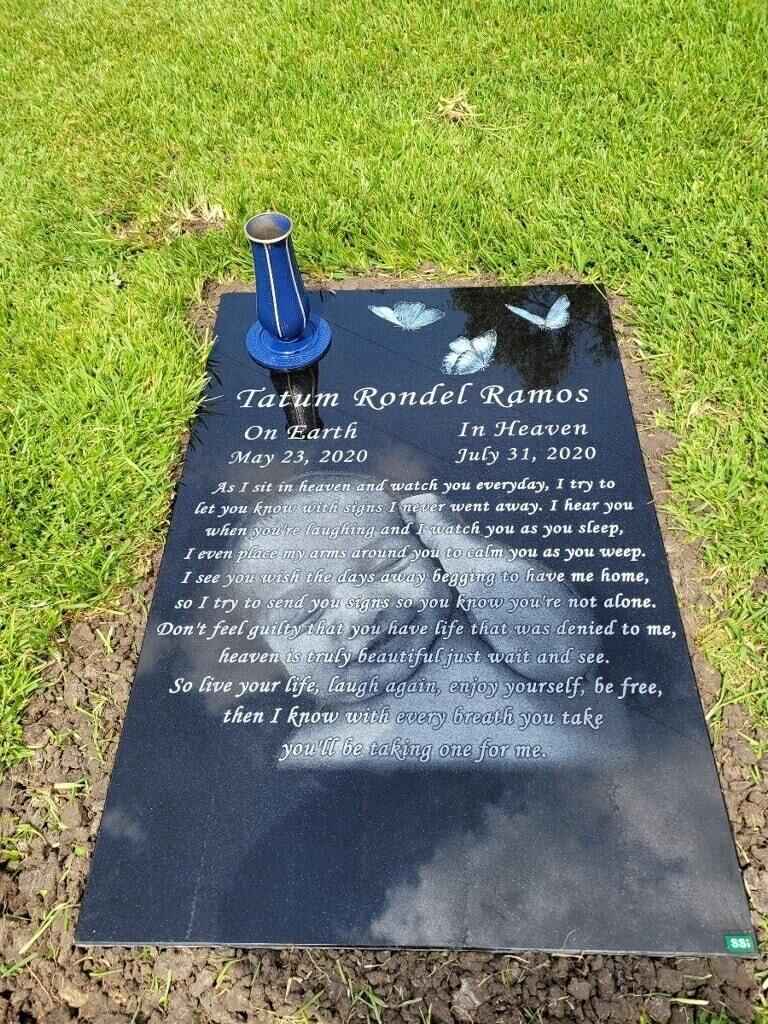 Tatum Rondel Ramos
On Earth
May 23, 2020
In Heaven
July 31, 2020
As I sit in heaven and watch you everyday, I try to
let you know with signs I never went away. I hear you
when you're laughing and I watch you as you sleep,
I even place my arms around you to calm you as you weep.
I see you wish the days away begging to have me home,
so I try to send you signs so you know you're not alone.
Don't feel guilty that you have life that was denied to me,
heaven is truly beautiful just wait and see.
So live your life, laugh again, enjoy yourself, be free,
then I know with every breath you take
you'll be taking one for me.
SSi